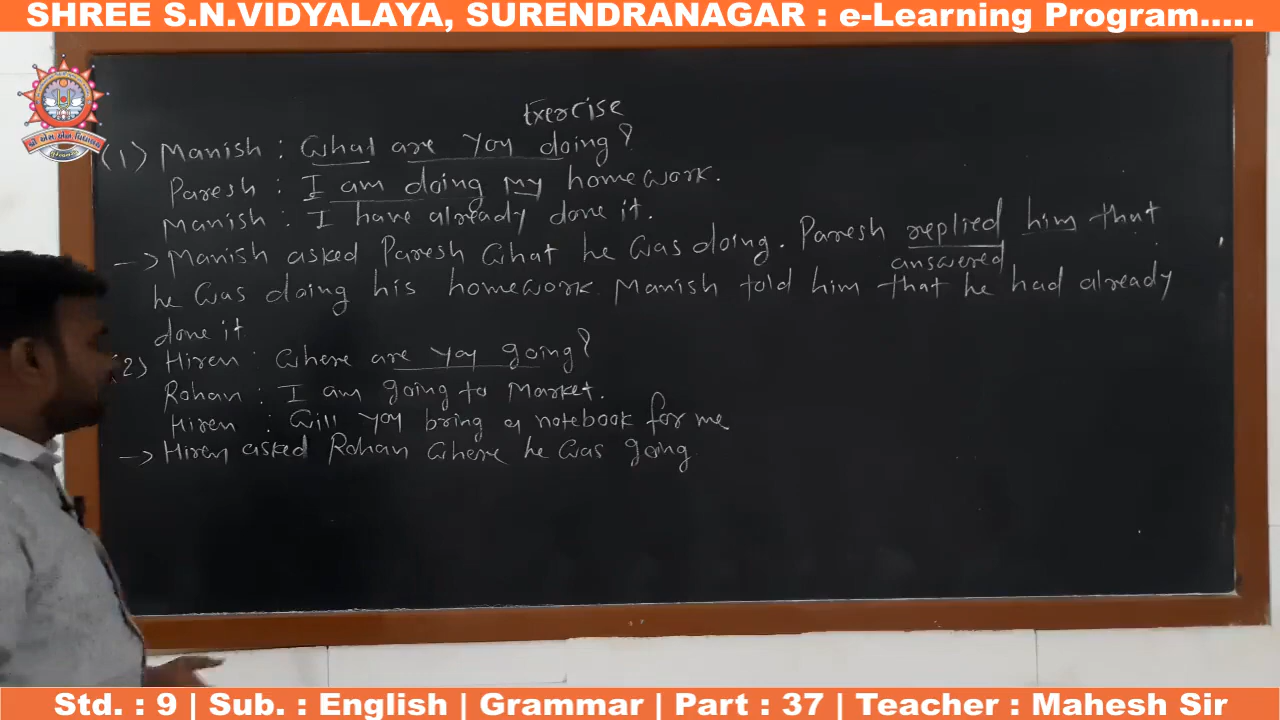 SHREE S.N.VIDYALAYA, SURENDRANAGAR : e-Learning Program.....
Exercise
(1) Manish : What are you doing?
Paresh : I am doing my homework.
Manish : I have already done it.
-> Manish asked Paresh what he was doing. Paresh replied him that
answered
he was doing his homework. Manish told him that he had already
done it
(2) Hiren : Where are you going?
Rohan : I am going to Market.
Hiren : Will you bring a notebook for me
-> Hiren asked Rohan where he was going
Std. : 9 | Sub. : English | Grammar | Part : 37 | Teacher : Mahesh Sir